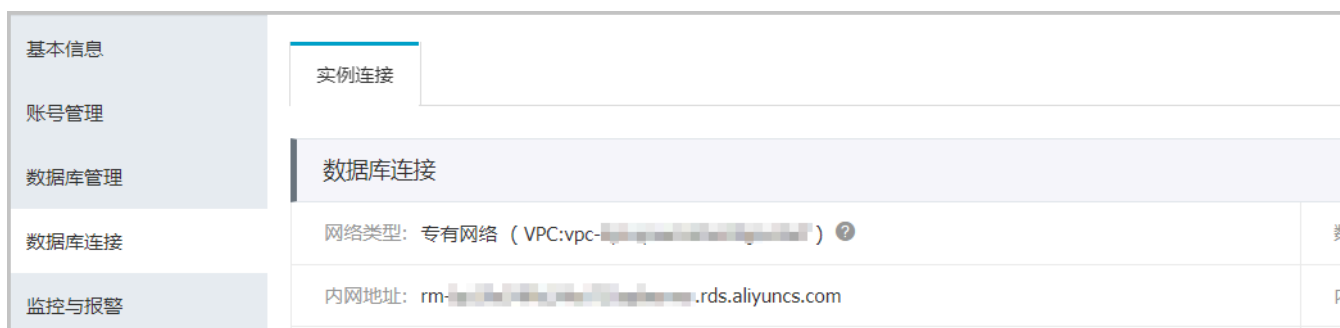 基本信息
账号管理
数据库管理
数据库连接
监控与报警
实例连接
数据库连接
网络类型: 专有网络 （ VPC:vpc- ）
内网地址: rm- .rds.aliyuncs.com